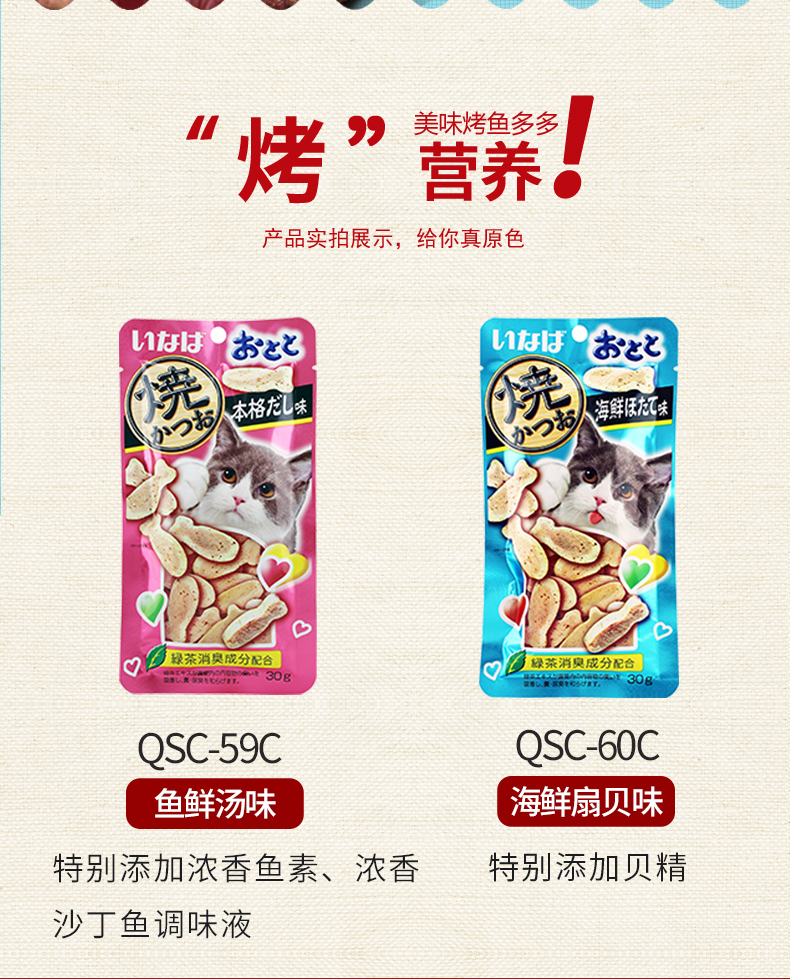 美味烤鱼多多
“烤”营养！
产品实拍展示，给你真原色
いなば
おとと
焼
かつお
本格だし味
緑茶消臭成分配合
30g
いなば
おとと
焼
かつお
海鮮ほたて味
緑茶消臭成分配合
30g
QSC-59C
鱼鲜汤味
特别添加浓香鱼素、浓香
沙丁鱼调味液
QSC-60C
海鲜扇贝味
特别添加贝精